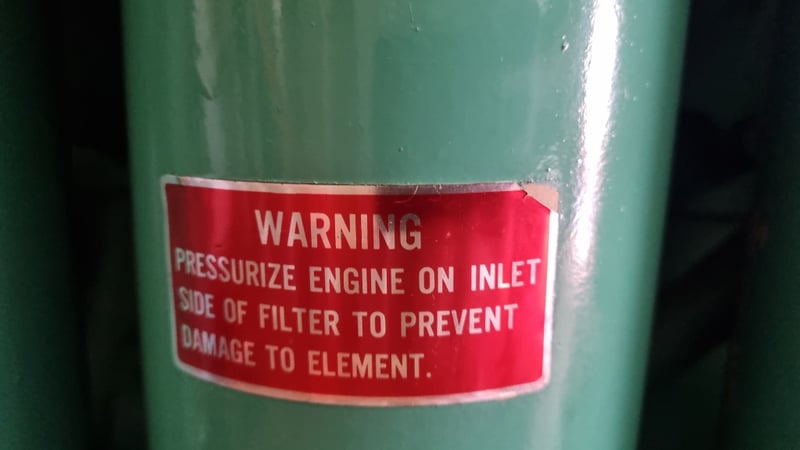 WARNING
PRESSURIZE ENGINE ON INLET
SIDE OF FILTER TO PREVENT
DAMAGE TO ELEMENT.